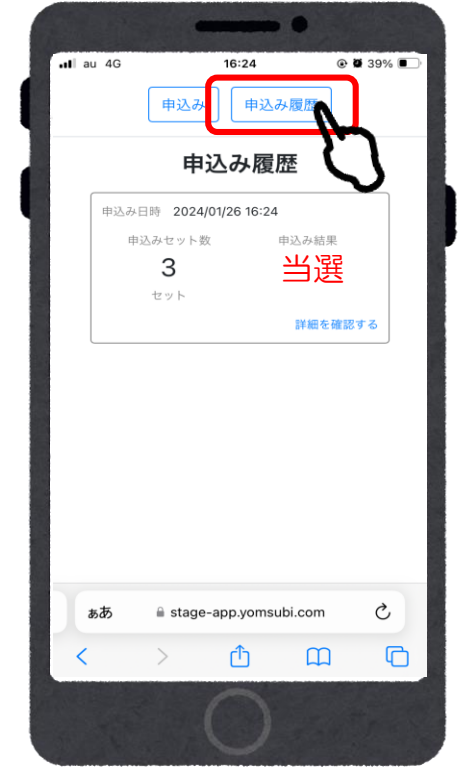 au 4G 16:24 39%
申込み 申込み履歴
申込み履歴
申込み日時 2024/01/26 16:24
申込みセット数 申込み結果
3 当選
セット
詳細を確認する
ぁあ stage-app.yomsubi.com